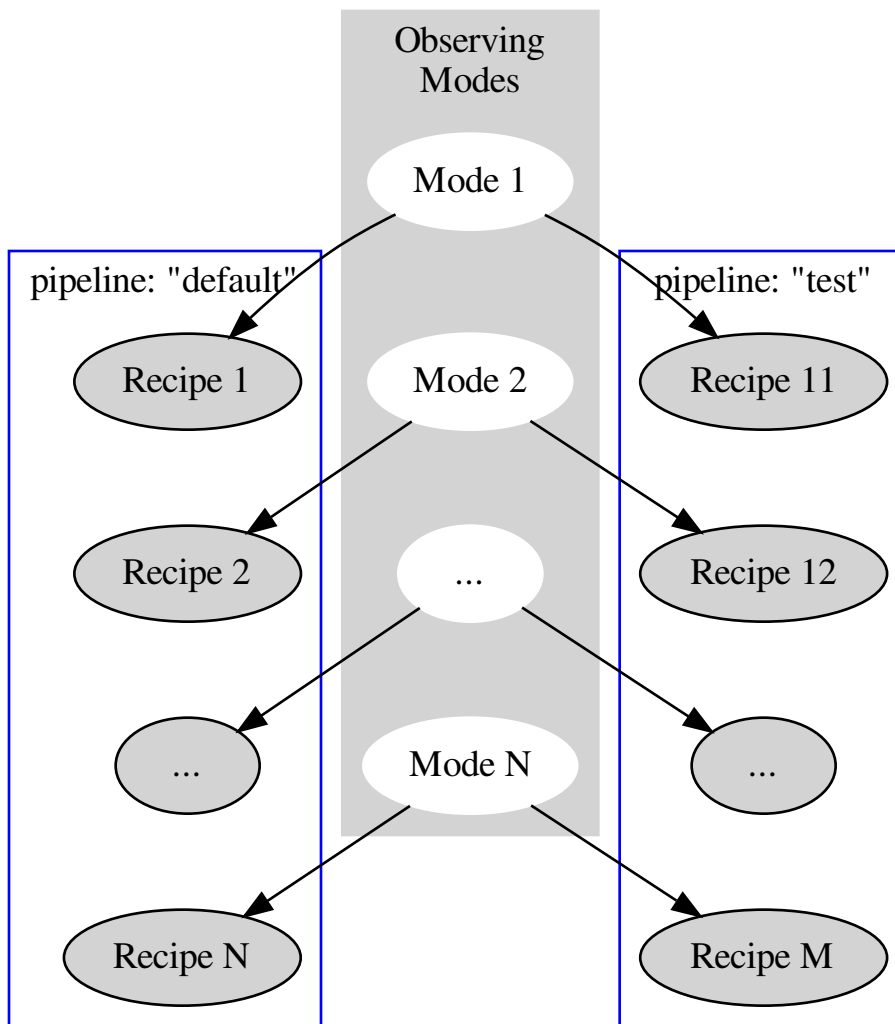 Observing
Modes
Mode 1
pipeline: "default"
pipeline: "test"
Recipe 1
Mode 2
Recipe 11
Recipe 2
...
Recipe 12
...
Mode N
...
Recipe N
Recipe M